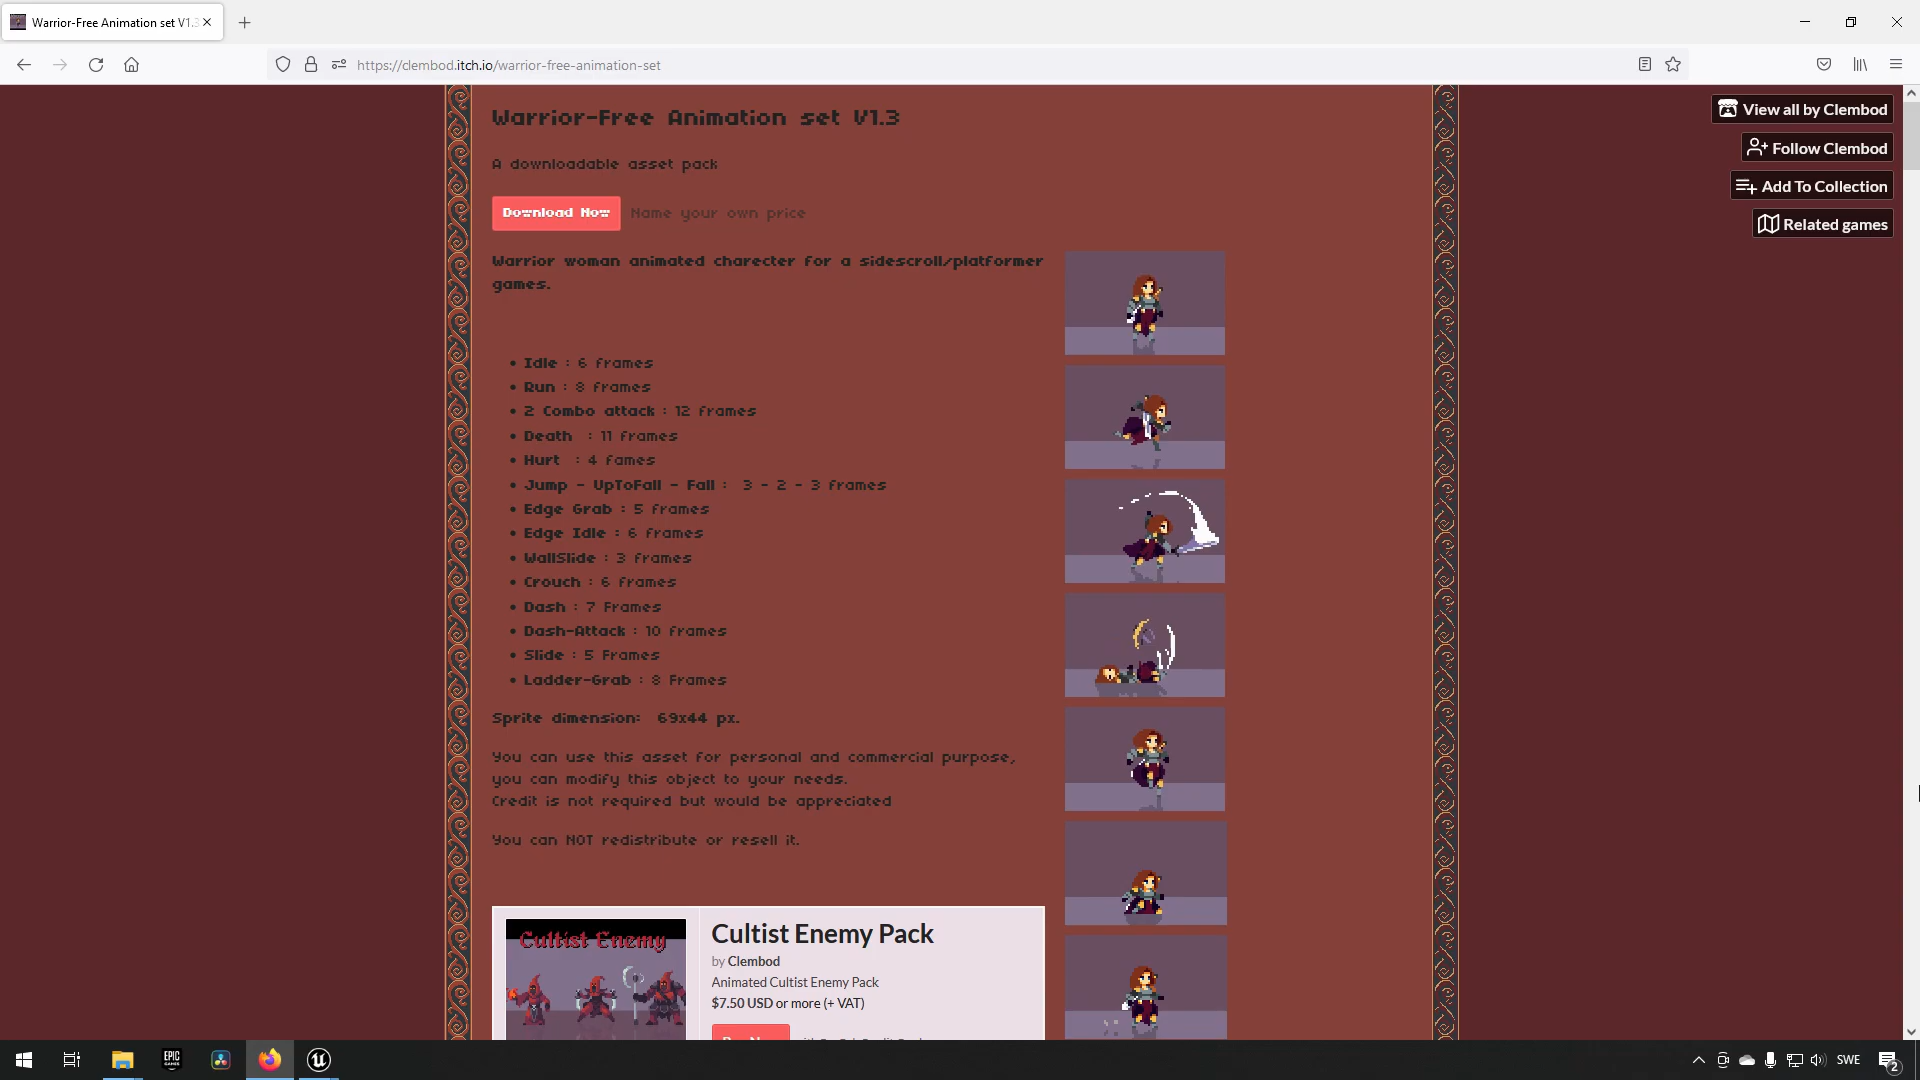 Warrior-Free Animation set V1.3
https://clembod.itch.io/warrior-free-animation-set
View all by Clembod
Follow Clembod
Add To Collection
Related games
Warrior-Free Animation set V1.3
A downloadable asset pack
Download Now Name your own price
Warrior woman animated charecter for a sidescroll/platformer
games.
• Idle : 6 frames
• Run : 8 frames
• 2 Combo attack : 12 frames
• Death : 11 frames
• Hurt : 4 fames
• Jump - UpToFall - Fall : 3 - 2 - 3 frames
• Edge Grab : 5 frames
• Edge Idle : 6 frames
• WallSlide : 3 frames
• Crouch : 6 frames
• Dash : 7 Frames
• Dash-Attack : 10 frames
• Slide : 5 Frames
• Ladder-Grab : 8 Frames
Sprite dimension: 69x44 px.
You can use this asset for personal and commercial purpose,
you can modify this object to your needs.
Credit is not required but would be appreciated
You can NOT redistribute or resell it.
Cultist Enemy
Cultist Enemy Pack
by Clembod
Animated Cultist Enemy Pack
$7.50 USD or more (+ VAT)
EPIC GAMES
SWE
2